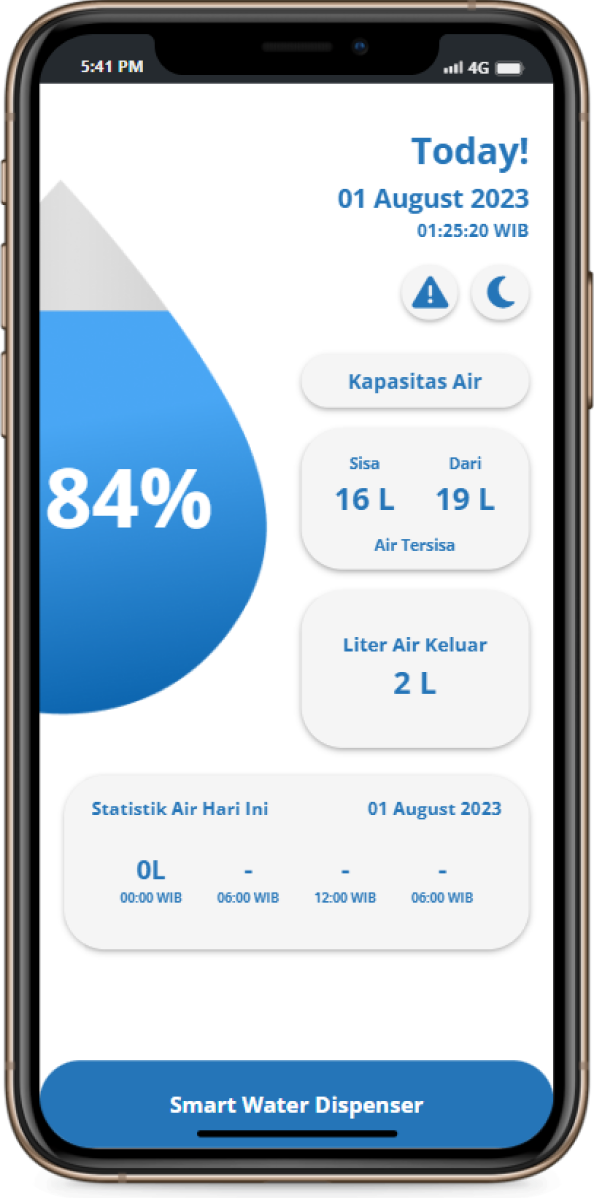 5:41 PM 4G
Today!
01 August 2023
01:25:20 WIB
Kapasitas Air
Sisa Dari
16 L 19 L
Air Tersisa
84%
Liter Air Keluar
2 L
Statistik Air Hari Ini 01 August 2023
0L - - -
00:00 WIB 06:00 WIB 12:00 WIB 06:00 WIB
Smart Water Dispenser